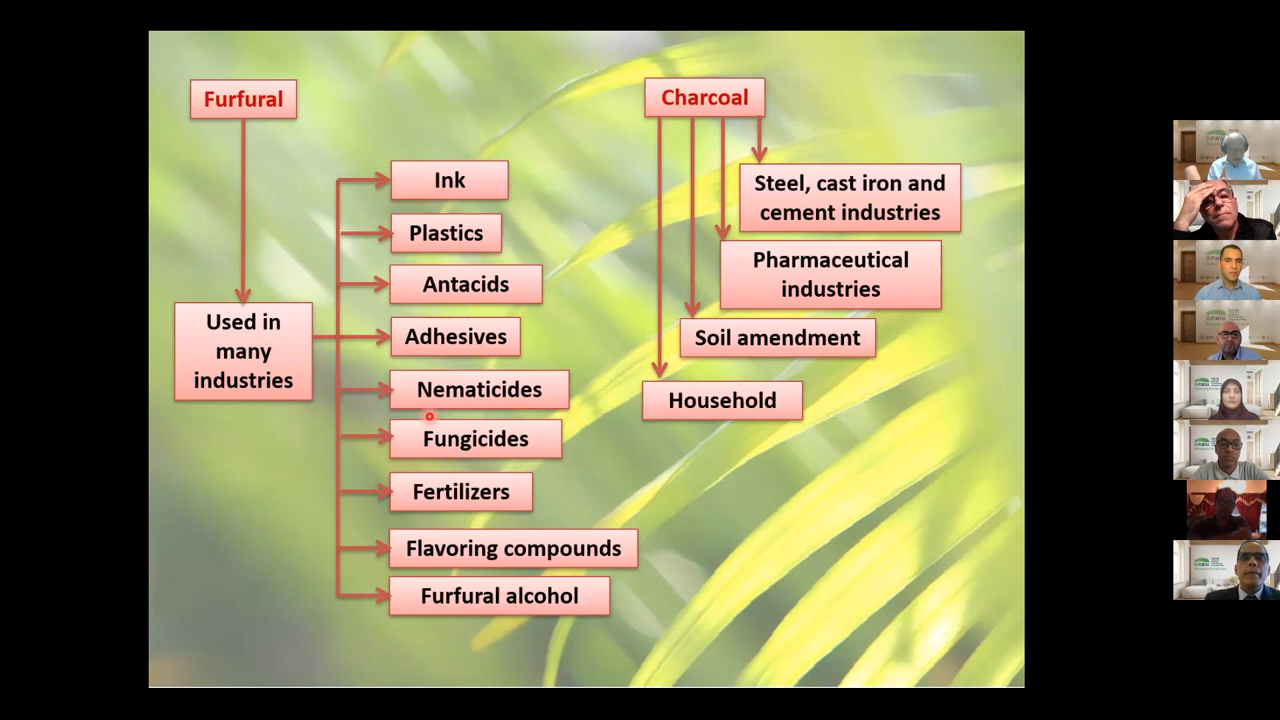 Furfural
Used in
many
industries
Ink
Plastics
Antacids
Adhesives
Nematicides
Fungicides
Fertilizers
Flavoring compounds
Furfural alcohol
Charcoal
Steel, cast iron and
cement industries
Pharmaceutical
industries
Soil amendment
Household